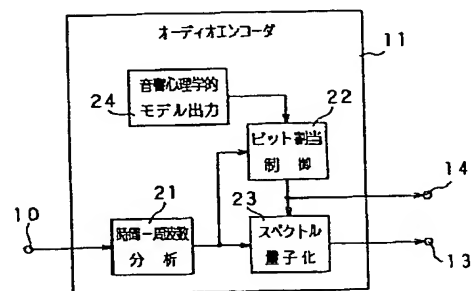 オーディオエンコーダ
11
音響心理学的
モデル出力
24
22
ビット割当
制御
14
10
21
時間−周波数
分析
23
スペクトル
量子化
13